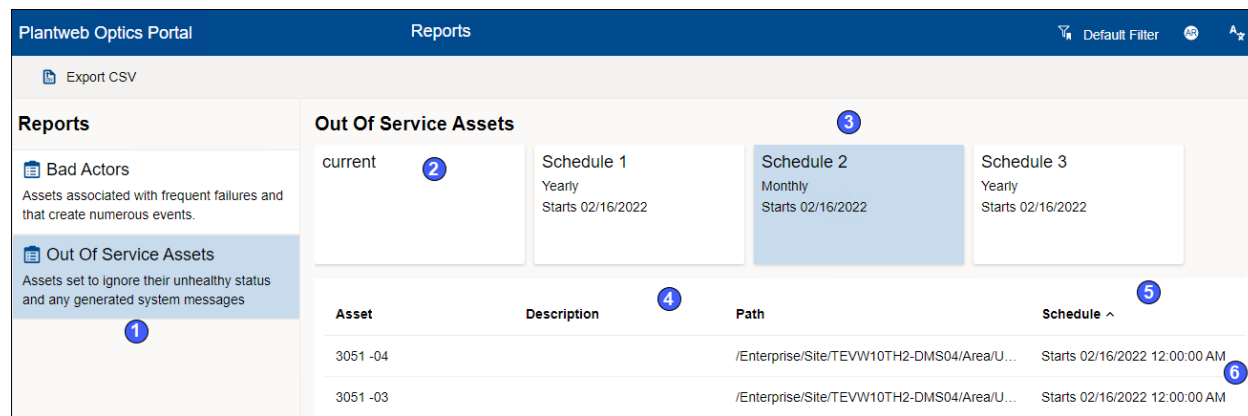 Plantweb Optics Portal
Reports
Default Filter
AR
Export CSV
Reports
Bad Actors
Assets associated with frequent failures and
that create numerous events.
Out Of Service Assets
Assets set to ignore their unhealthy status
and any generated system messages
1
Out Of Service Assets
3
current
2
Schedule 1
Yearly
Starts 02/16/2022
Schedule 2
Monthly
Starts 02/16/2022
Schedule 3
Yearly
Starts 02/16/2022
4
5
Asset Description Path Schedule
3051 -04 /Enterprise/Site/TEVW10TH2-DMS04/Area/U... Starts 02/16/2022 12:00:00 AM
6
3051 -03 /Enterprise/Site/TEVW10TH2-DMS04/Area/U... Starts 02/16/2022 12:00:00 AM